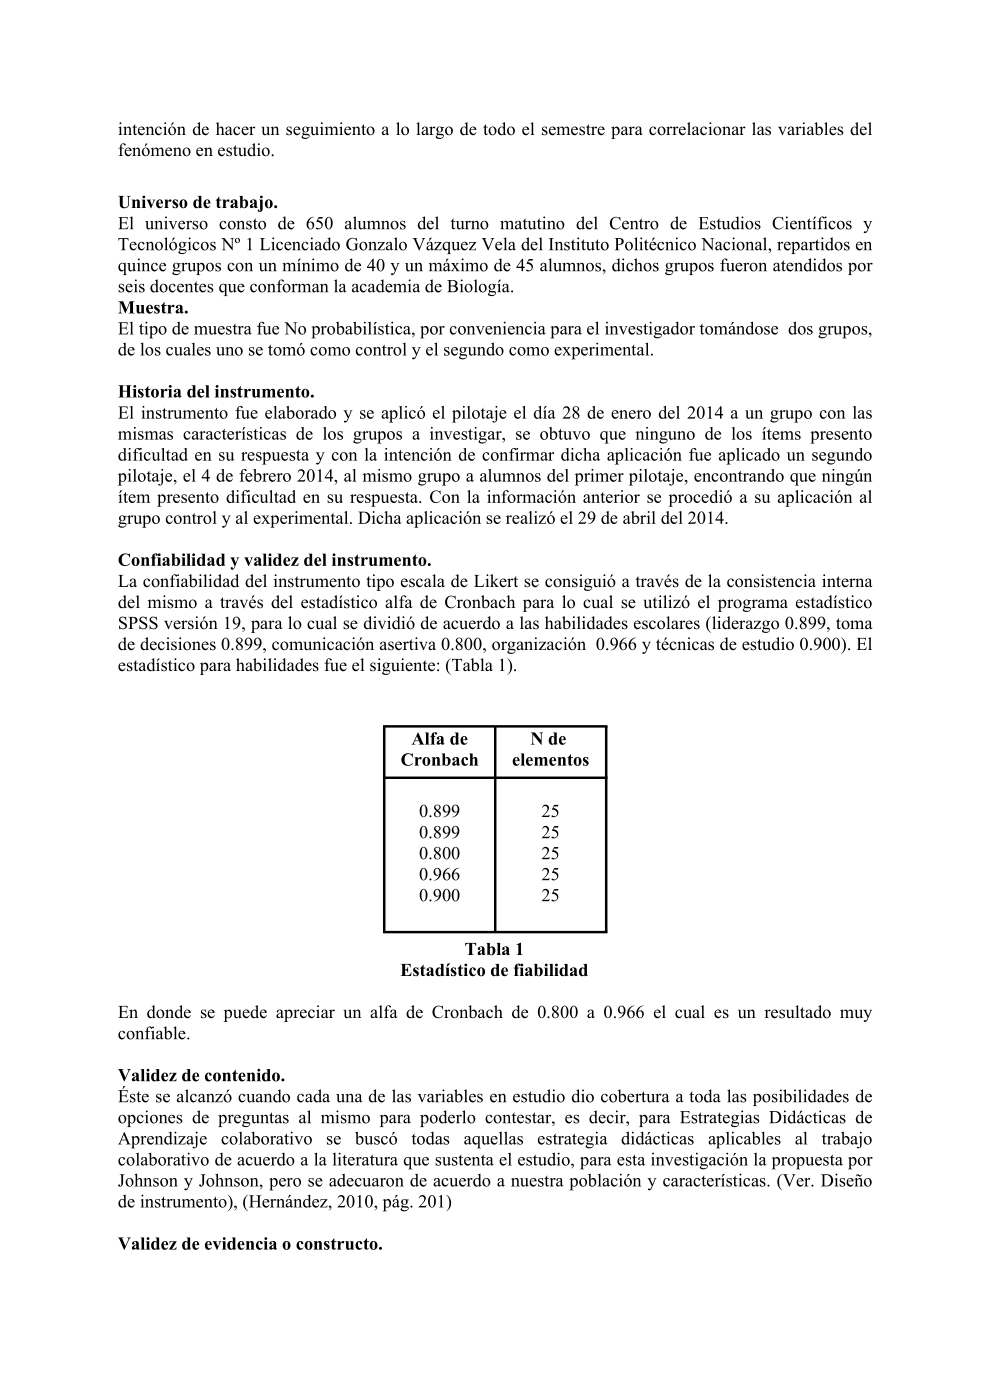 intención de hacer un seguimiento a lo largo de todo el semestre para correlacionar las variables del
fenómeno en estudio.
Universo de trabajo.
El universo consto de 650 alumnos del turno matutino del Centro de Estudios Científicos y
Tecnológicos Nº 1 Licenciado Gonzalo Vázquez Vela del Instituto Politécnico Nacional, repartidos en
quince grupos con un mínimo de 40 y un máximo de 45 alumnos, dichos grupos fueron atendidos por
seis docentes que conforman la academia de Biología.
Muestra.
El tipo de muestra fue No probabilística, por conveniencia para el investigador tomándose dos grupos,
de los cuales uno se tomó como control y el segundo como experimental.
Historia del instrumento.
El instrumento fue elaborado y se aplicó el pilotaje el día 28 de enero del 2014 a un grupo con las
mismas características de los grupos a investigar, se obtuvo que ninguno de los ítems presento
dificultad en su respuesta y con la intención de confirmar dicha aplicación fue aplicado un segundo
pilotaje, el 4 de febrero 2014, al mismo grupo a alumnos del primer pilotaje, encontrando que ningún
ítem presento dificultad en su respuesta. Con la información anterior se procedió a su aplicación al
grupo control y al experimental. Dicha aplicación se realizó el 29 de abril del 2014.
Confiabilidad y validez del instrumento.
La confiabilidad del instrumento tipo escala de Likert se consiguió a través de la consistencia interna
del mismo a través del estadístico alfa de Cronbach para lo cual se utilizó el programa estadístico
SPSS versión 19, para lo cual se dividió de acuerdo a las habilidades escolares (liderazgo 0.899, toma
de decisiones 0.899, comunicación asertiva 0.800, organización 0.966 y técnicas de estudio 0.900). El
estadístico para habilidades fue el siguiente: (Tabla 1).
Alfa de N de
Cronbach elementos
0.899 25
0.899 25
0.800 25
0.966 25
0.900 25
Tabla 1
Estadístico de fiabilidad
En donde se puede apreciar un alfa de Cronbach de 0.800 a 0.966 el cual es un resultado muy
confiable.
Validez de contenido.
Éste se alcanzó cuando cada una de las variables en estudio dio cobertura a toda las posibilidades de
opciones de preguntas al mismo para poderlo contestar, es decir, para Estrategias Didácticas de
Aprendizaje colaborativo se buscó todas aquellas estrategia didácticas aplicables al trabajo
colaborativo de acuerdo a la literatura que sustenta el estudio, para esta investigación la propuesta por
Johnson y Johnson, pero se adecuaron de acuerdo a nuestra población y características. (Ver. Diseño
de instrumento), (Hernández, 2010, pág. 201)
Validez de evidencia o constructo.